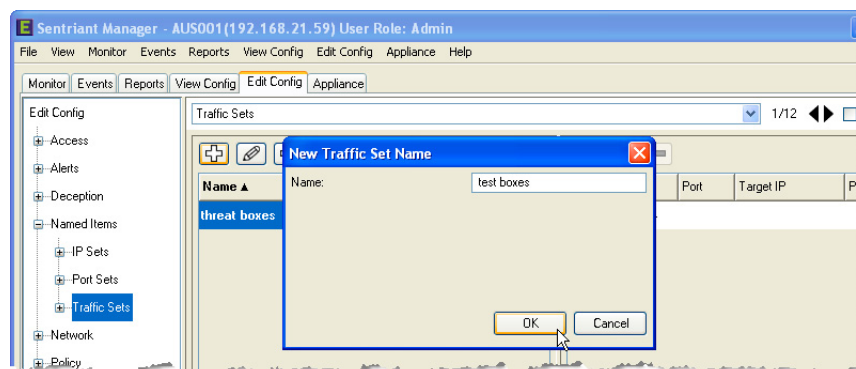 E Sentriant Manager - AUS001(192.168.21.59) User Role: Admin
File View Monitor Events Reports View Config Edit Config Appliance Help
Monitor Events Reports View Config Edit Config Appliance
Edit Config
Traffic Sets
1/12
Access
Alerts
Deception
Named Items
IP Sets
Port Sets
Traffic Sets
Network
Policy
New Traffic Set Name
Name:
test boxes
OK
Cancel
Name
Port
Target IP
P
threat boxes